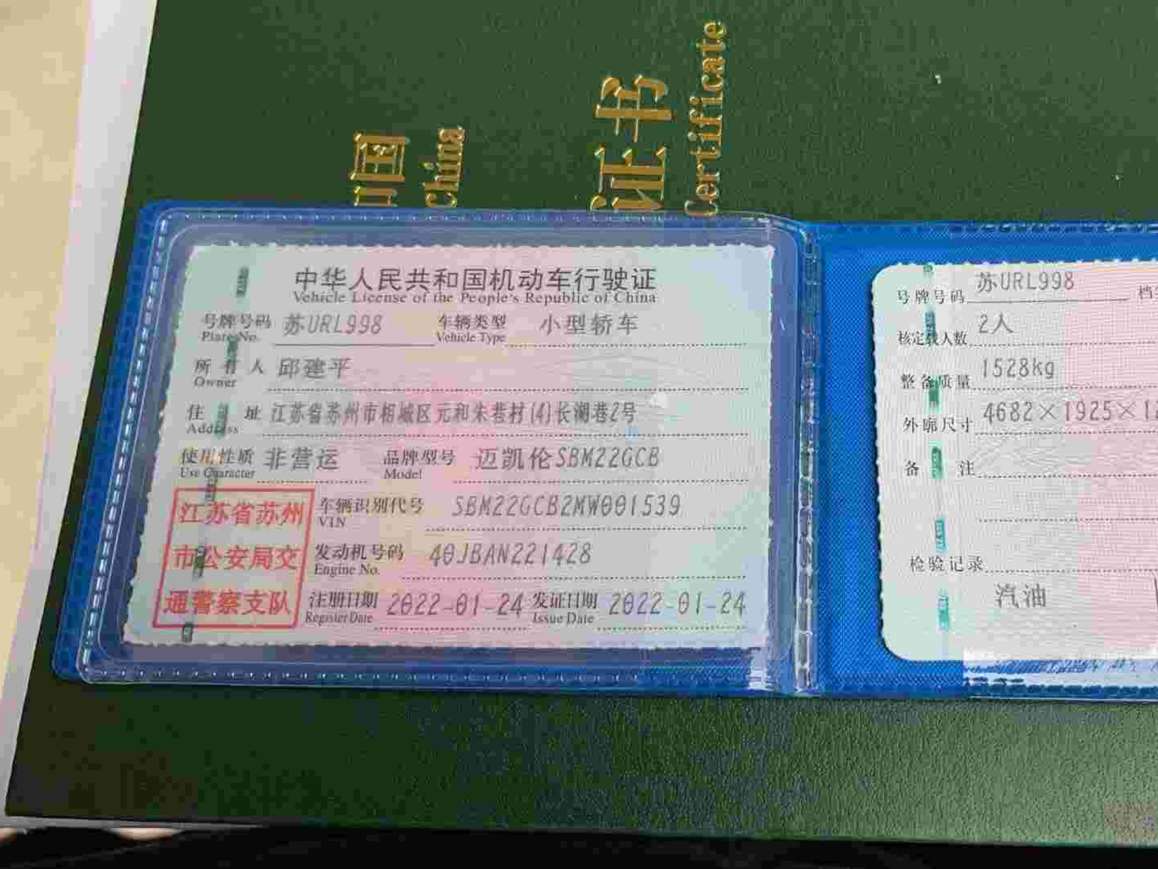 中国
China
证书
Certificate
中华人民共和国机动车行驶证
Vehicle License of the People's Republic of China
号牌号码 苏URL998 车辆类型 小型轿车
Plate No. Vehicle Type
所有人 邱建平
Owner
住址 江苏省苏州市相城区元和朱巷村(4)长湖巷2号
Address
使用性质 非营运 品牌型号 迈凯伦SBM22GCB
Use Character Model
江苏省苏州
市公安局交
通警察支队
车辆识别代号 SBM22GCB2MW001539
VIN
发动机号码 40JBAN221428
Engine No.
注册日期 2022-01-24 发证日期 2022-01-24
Register Date Issue Date
号牌号码 苏URL998 档
核定载人数 2人
整备质量 1528kg
外廓尺寸 4682×1925×12
备注
检验记录
汽油